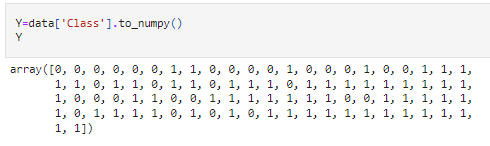 Y=data['Class'].to_numpy()
Y
array([0, 0, 0, 0, 0, 0, 1, 1, 0, 0, 0, 0, 1, 0, 0, 0, 1, 0, 0, 1, 1, 1,
1, 1, 0, 1, 1, 0, 1, 1, 0, 1, 1, 1, 0, 1, 1, 1, 1, 1, 1, 1, 1, 1,
1, 0, 0, 0, 1, 1, 0, 0, 1, 1, 1, 1, 1, 1, 1, 0, 0, 1, 1, 1, 1, 1,
1, 0, 1, 1, 1, 1, 0, 1, 0, 1, 0, 1, 1, 1, 1, 1, 1, 1, 1, 1, 1, 1,
1, 1])